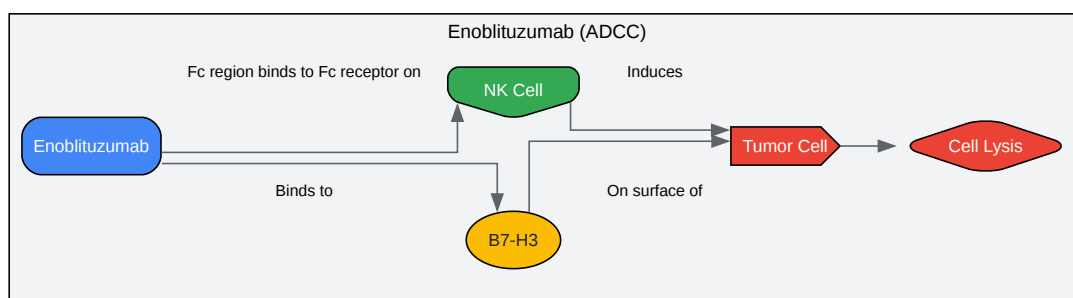 Enoblituzumab (ADCC)
Fc region binds to Fc receptor on
Induces
NK Cell
Enoblituzumab
Tumor Cell
Cell Lysis
Binds to
On surface of
B7-H3